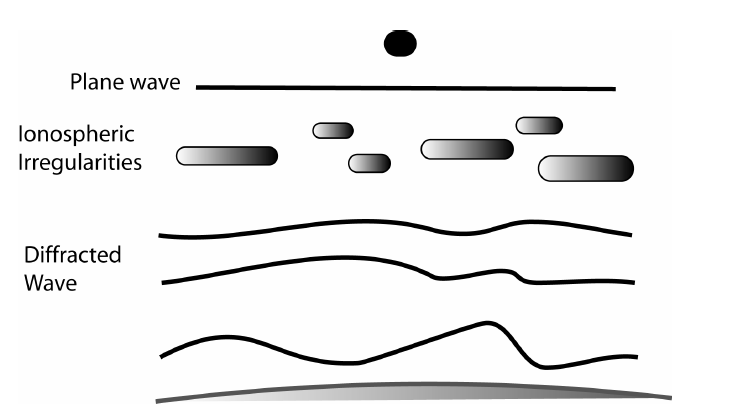 Plane wave
Ionospheric
Irregularities
Diffracted
Wave